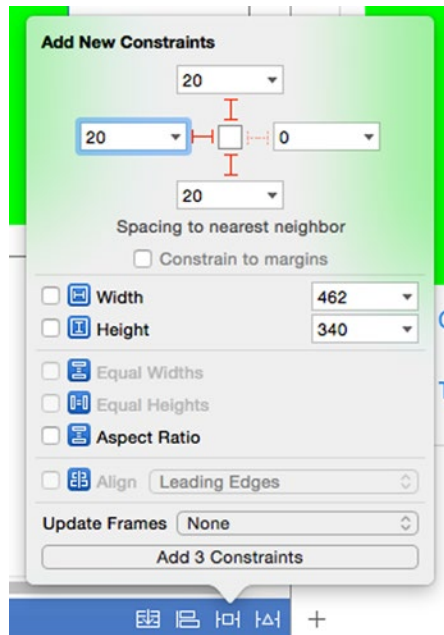 Add New Constraints
20
20 0
20
Spacing to nearest neighbor
Constrain to margins
Width 462
Height 340
Equal Widths
Equal Heights
Aspect Ratio
Align Leading Edges
Update Frames None
Add 3 Constraints